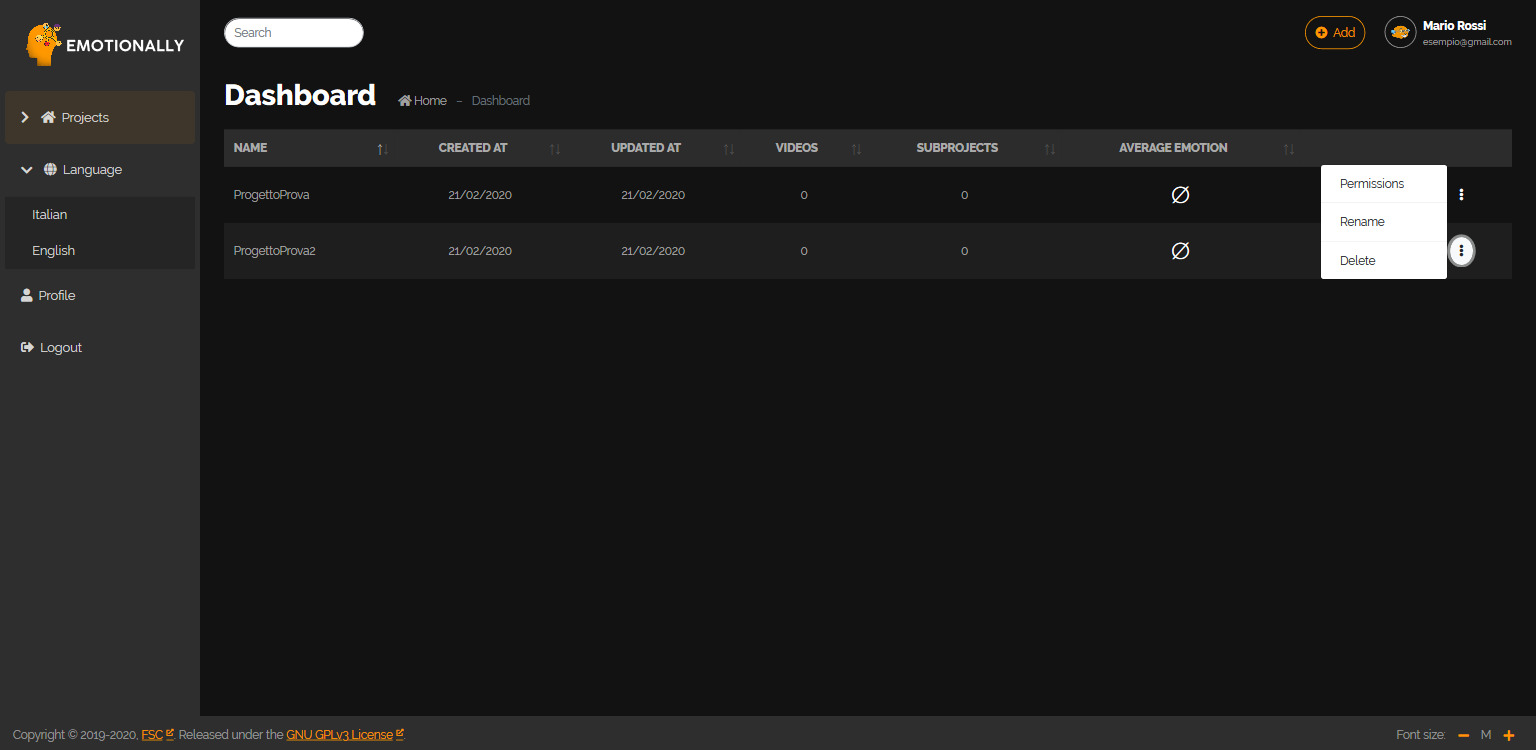 EMOTIONALLY
Search
Add
Mario Rossi
esempio@gmail.com
Projects
Language
Italian
English
Profile
Logout
Dashboard
Home – Dashboard
NAME CREATED AT UPDATED AT VIDEOS SUBPROJECTS AVERAGE EMOTION
ProgettoProva 21/02/2020 21/02/2020 0 0 ∅
ProgettoProva2 21/02/2020 21/02/2020 0 0 ∅
Permissions
Rename
Delete
Copyright © 2019-2020, FSC. Released under the GNU GPLv3 License
Font size: M